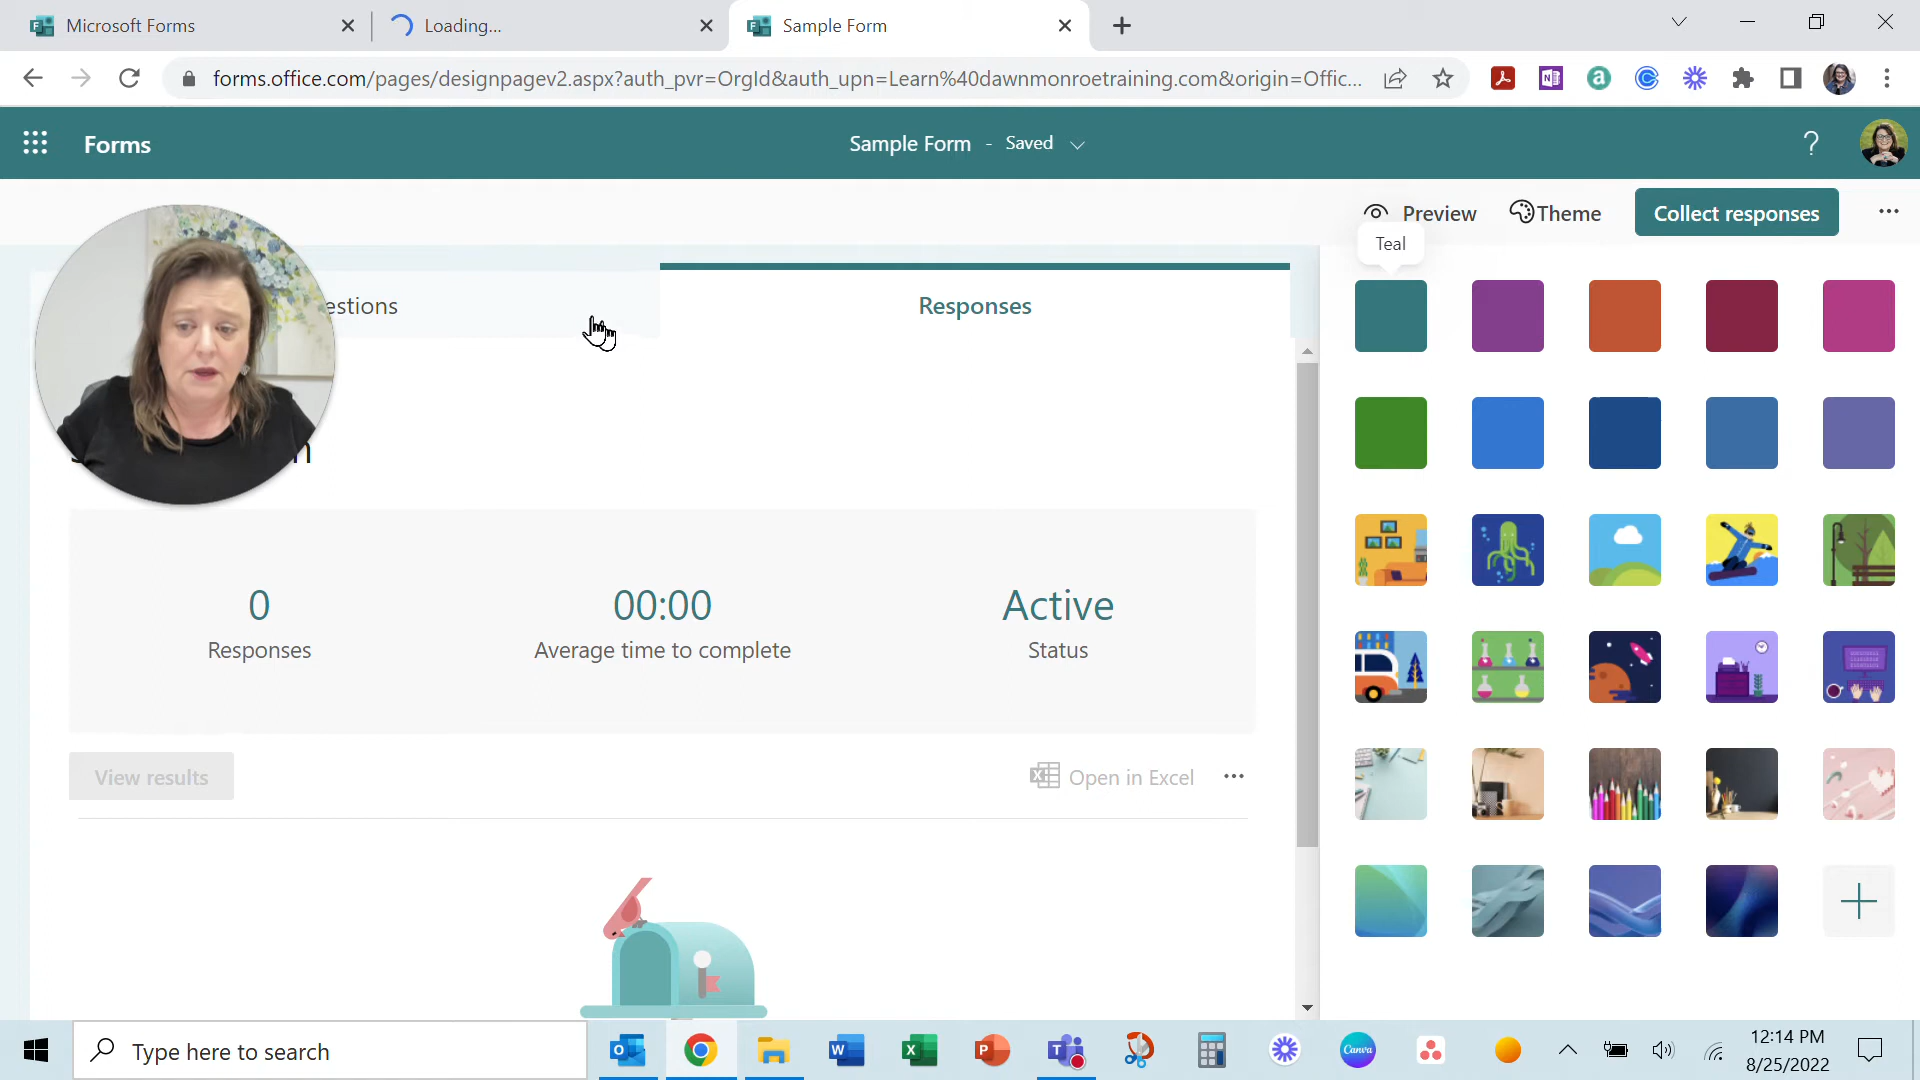 Microsoft Forms
Loading...
Sample Form
forms.office.com/pages/designpagev2.aspx?auth_pvr=OrgId&auth_upn=Learn%40dawnmonroetraining.com&origin=Offic...
Forms
Sample Form - Saved
?
Preview
Theme
Collect responses
Teal
estions
Responses
0
Responses
00:00
Average time to complete
Active
Status
View results
Open in Excel
Type here to search
Canva
12:14 PM
8/25/2022